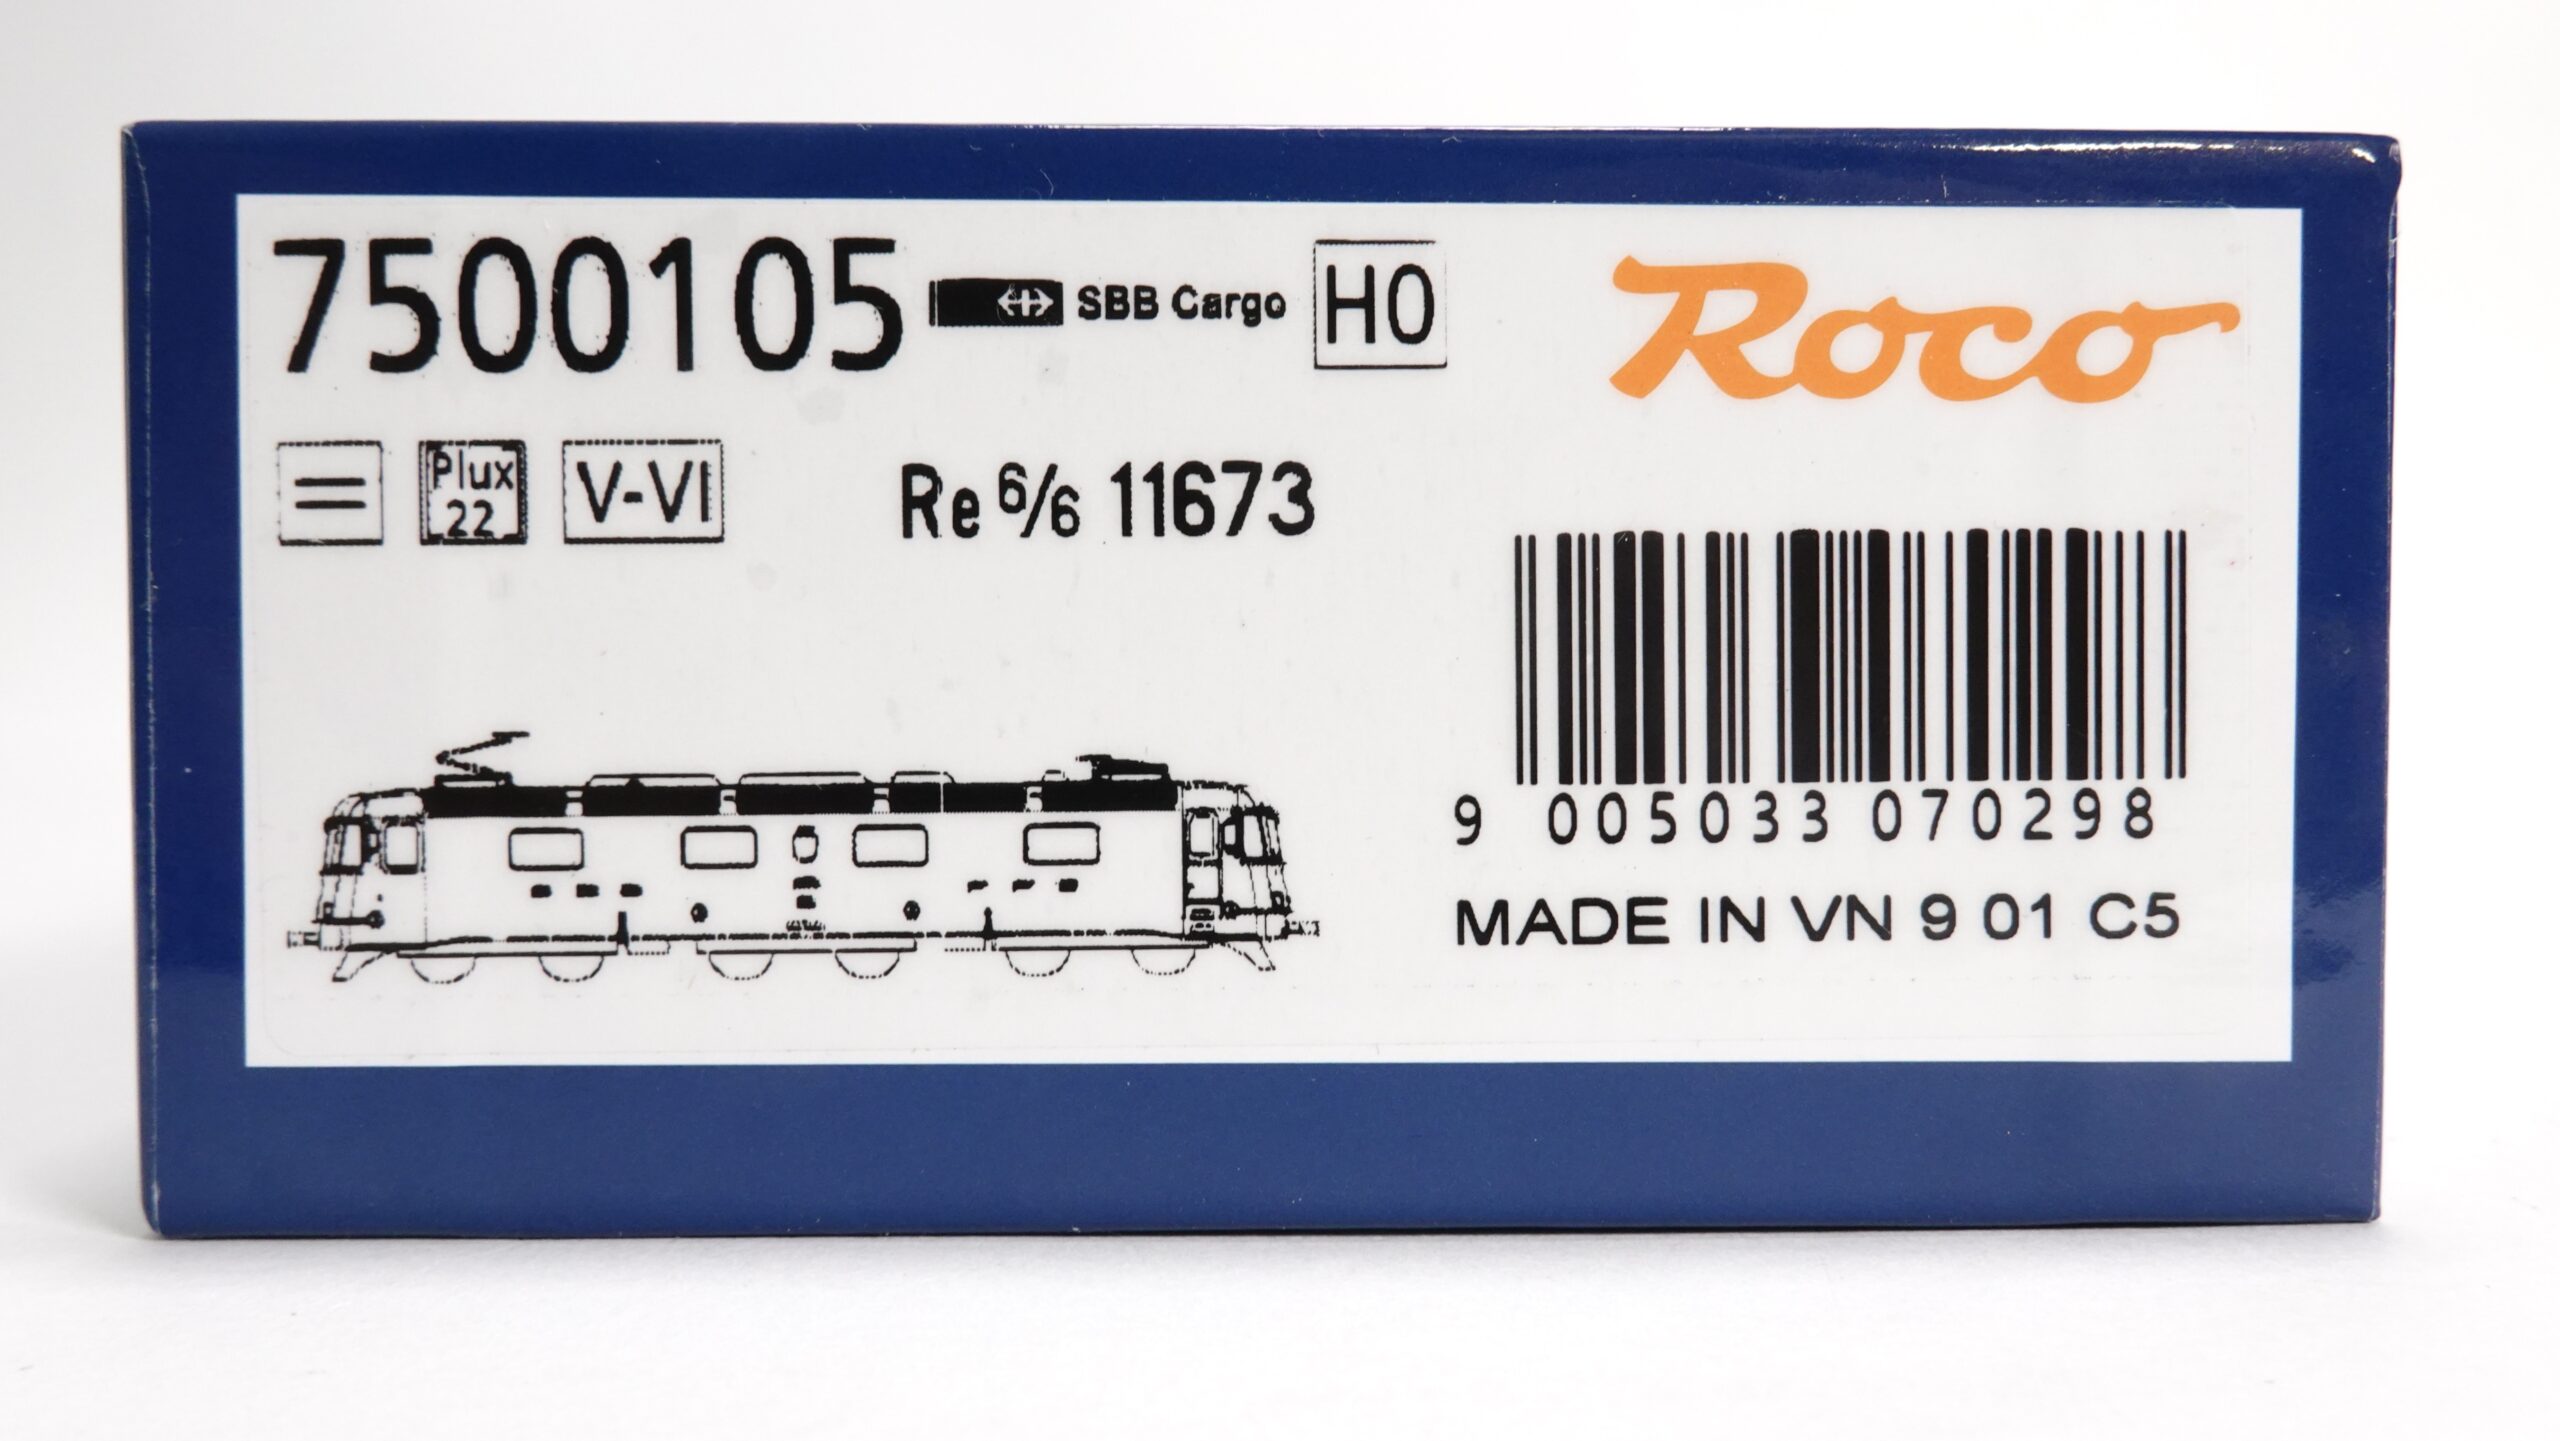 7500105 SBB Cargo H0 Roco
= Plux 22 V-VI Re 6/6 11673
9 005033 070298
MADE IN VN 9 01 C5